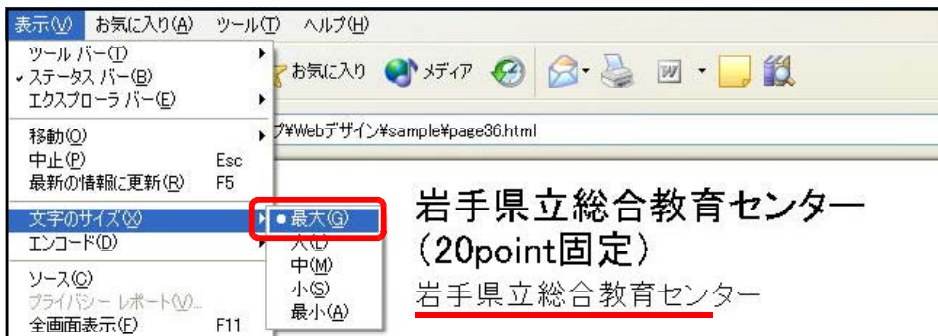 表示(V) お気に入り(A) ツール(T) ヘルプ(H)
ツール バー(T)
ステータス バー(B)
エクスプローラ バー(E)
移動(O)
中止(P) Esc
最新の情報に更新(R) F5
文字のサイズ(X)
エンコード(D)
ソース(C)
プライバシー レポート(V)...
全画面表示(F) F11
最大(G)
大(L)
中(M)
小(S)
最小(A)
お気に入り メディア
プ¥Webデザイン¥sample¥page36.html
岩手県立総合教育センター
(20point固定)
岩手県立総合教育センター